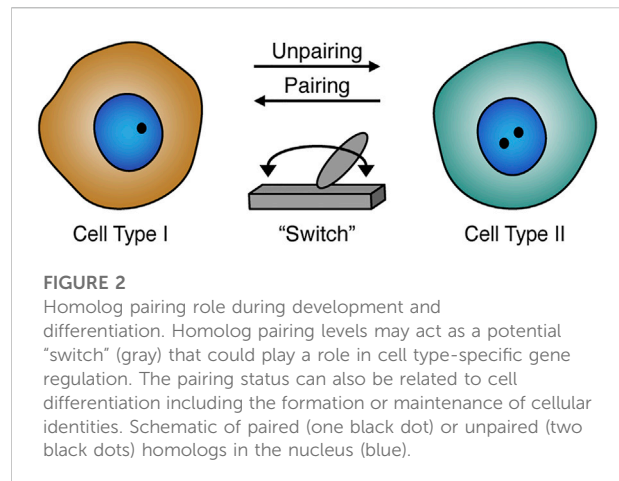 Unpairing
Pairing
Cell Type I
“Switch”
Cell Type II
FIGURE 2
Homolog pairing role during development and
differentiation. Homolog pairing levels may act as a potential
“switch” (gray) that could play a role in cell type-specific gene
regulation. The pairing status can also be related to cell
differentiation including the formation or maintenance of cellular
identities. Schematic of paired (one black dot) or unpaired (two
black dots) homologs in the nucleus (blue).